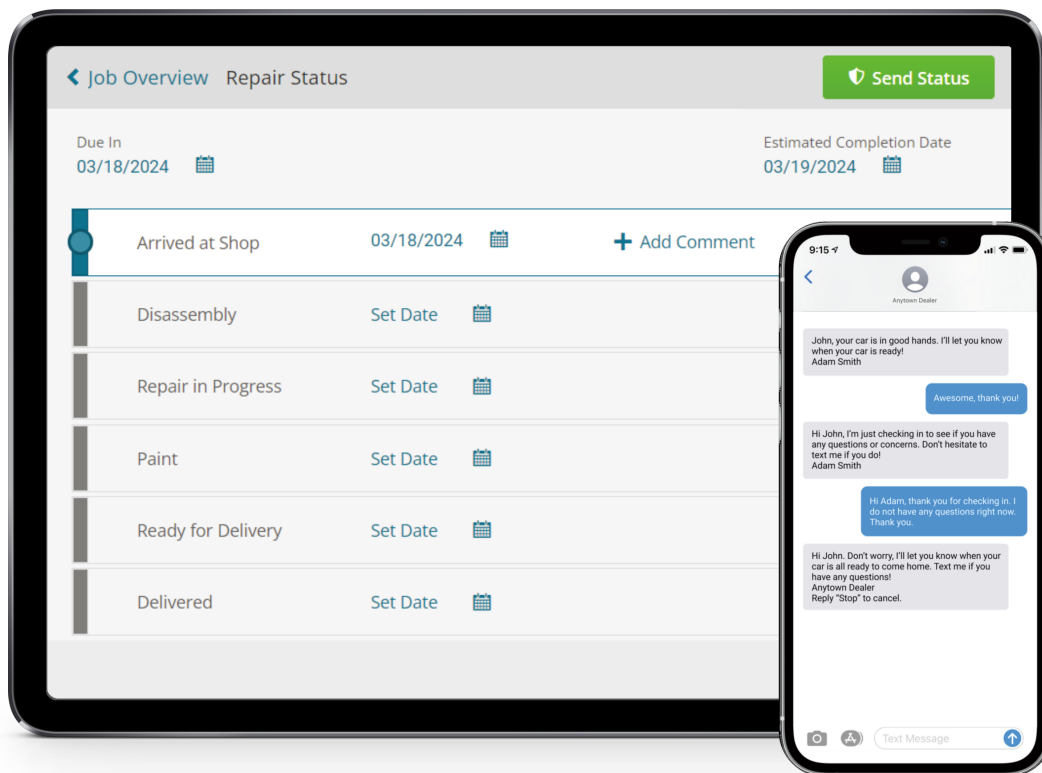 Job Overview Repair Status
Send Status
Due In
03/18/2024
Estimated Completion Date
03/19/2024
Arrived at Shop 03/18/2024 Add Comment
Disassembly Set Date
Repair in Progress Set Date
Paint Set Date
Ready for Delivery Set Date
Delivered Set Date
9:15
Anytown Dealer
John, your car is in good hands. I'll let you know
when your car is ready!
Adam Smith
Awesome, thank you!
Hi John, I'm just checking in to see if you have
any questions or concerns. Don't hesitate to
text me if you do!
Adam Smith
Hi Adam, thank you for checking in. I
do not have any questions right now.
Thank you.
Hi John. Don't worry, I'll let you know when your
car is all ready to come home. Text me if you
have any questions!
Anytown Dealer
Reply “Stop” to cancel.
Text Message